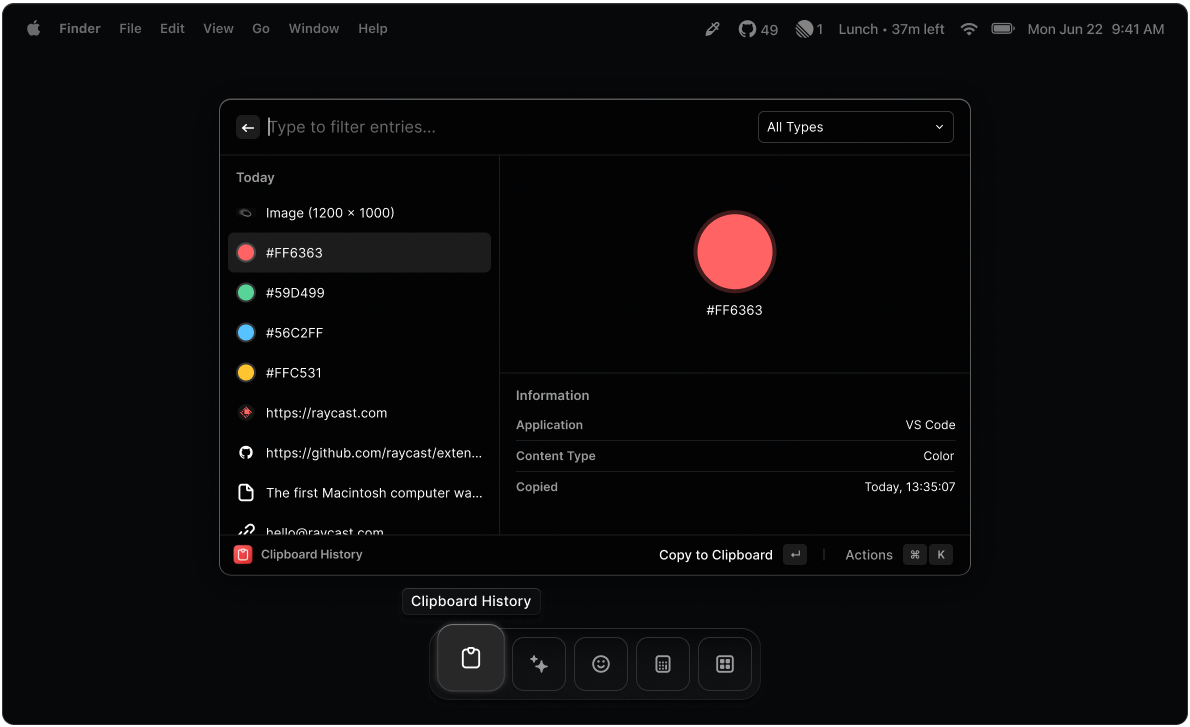 Finder File Edit View Go Window Help 49 1 Lunch • 37m left Mon Jun 22 9:41 AM
Type to filter entries...
All Types
Today
Image (1200 × 1000)
#FF6363
#59D499
#56C2FF
#FFC531
https://raycast.com
https://github.com/raycast/exten...
The first Macintosh computer wa...
hello@raycast.com
#FF6363
Information
Application VS Code
Content Type Color
Copied Today, 13:35:07
Clipboard History
Copy to Clipboard ↵ Actions ⌘ K
Clipboard History